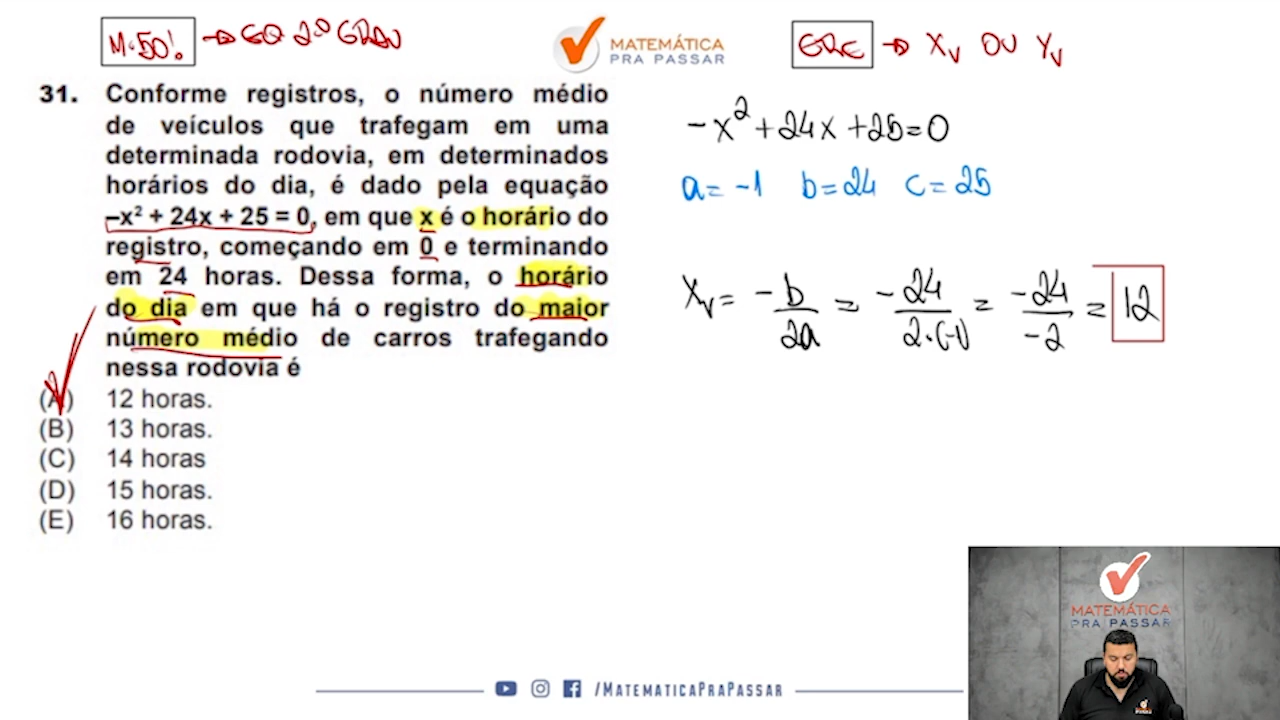 M·50! → EQ 2º GRAU
MATEMÁTICA
PRA PASSAR
→ Xv OU Yv
31. Conforme registros, o número médio
de veículos que trafegam em uma
determinada rodovia, em determinados
horários do dia, é dado pela equação
–x² + 24x + 25 = 0, em que x é o horário do
registro, começando em 0 e terminando
em 24 horas. Dessa forma, o horário
do dia em que há o registro do maior
número médio de carros trafegando
nessa rodovia é
(A) 12 horas.
(B) 13 horas.
(C) 14 horas
(D) 15 horas.
(E) 16 horas.
-x² + 24x + 25 = 0
a = -1 b = 24 c = 25
Xv = -b/2a = -24/2·(-1) = -24/-2 = 12
MATEMÁTICA
PRA PASSAR
/MATEMATICAPRAPASSAR